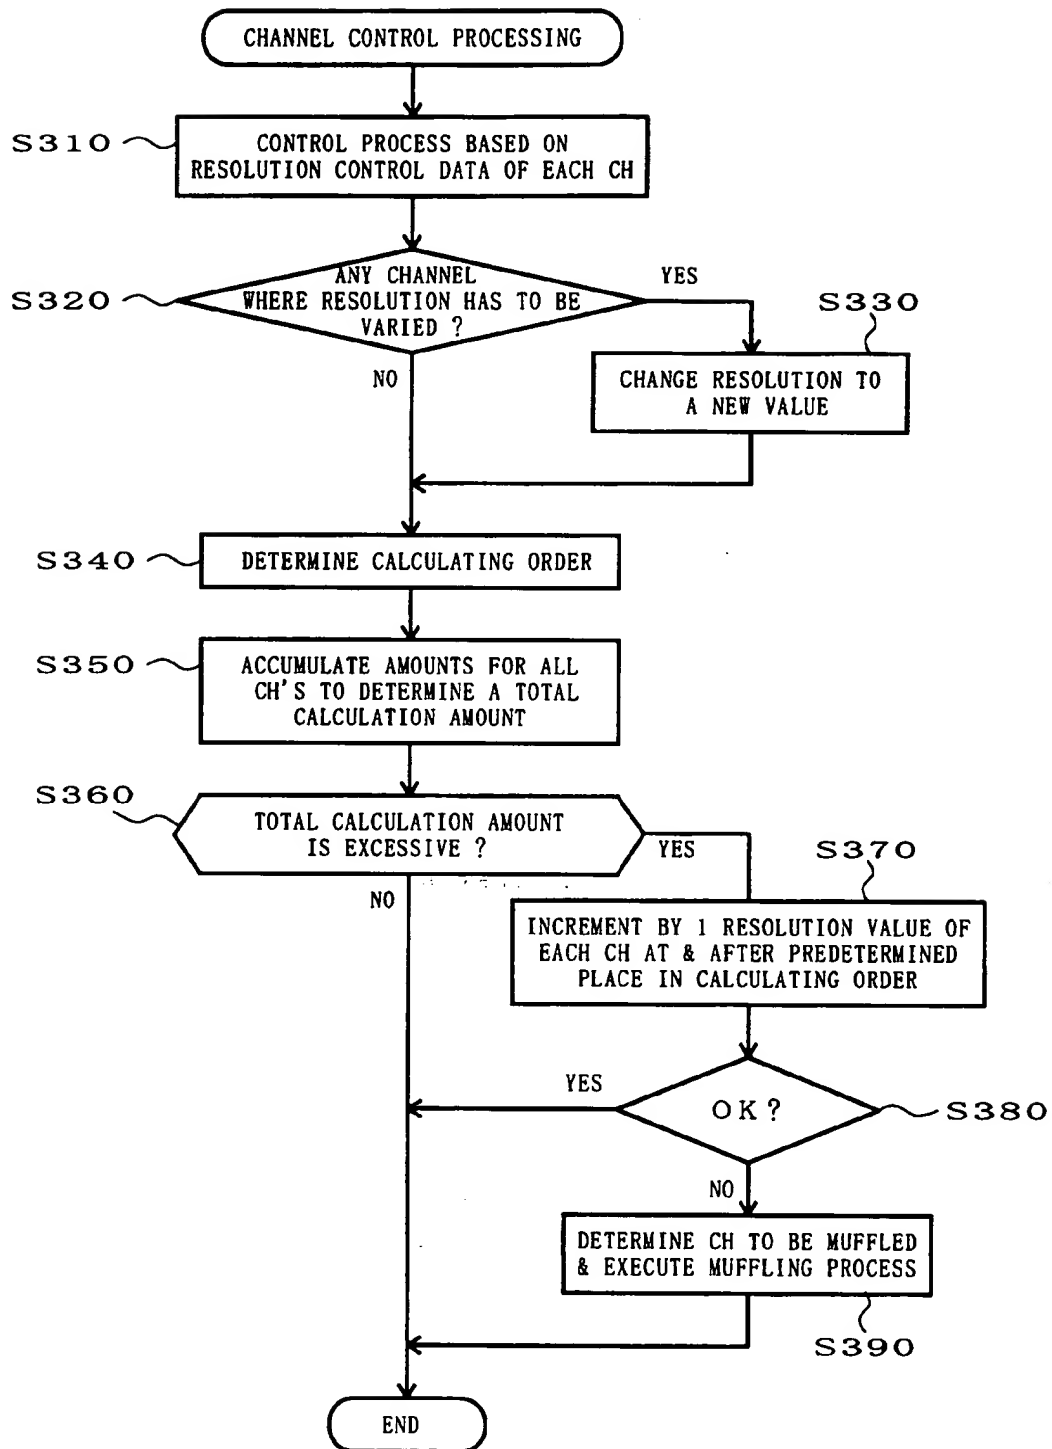 CHANNEL CONTROL PROCESSING
S310
CONTROL PROCESS BASED ON
RESOLUTION CONTROL DATA OF EACH CH
S320
ANY CHANNEL
WHERE RESOLUTION HAS TO BE
VARIED ?
YES
NO
S330
CHANGE RESOLUTION TO
A NEW VALUE
S340
DETERMINE CALCULATING ORDER
S350
ACCUMULATE AMOUNTS FOR ALL
CH'S TO DETERMINE A TOTAL
CALCULATION AMOUNT
S360
TOTAL CALCULATION AMOUNT
IS EXCESSIVE ?
YES
NO
S370
INCREMENT BY 1 RESOLUTION VALUE OF
EACH CH AT & AFTER PREDETERMINED
PLACE IN CALCULATING ORDER
YES
OK?
S380
NO
DETERMINE CH TO BE MUFFLED
& EXECUTE MUFFLING PROCESS
S390
END